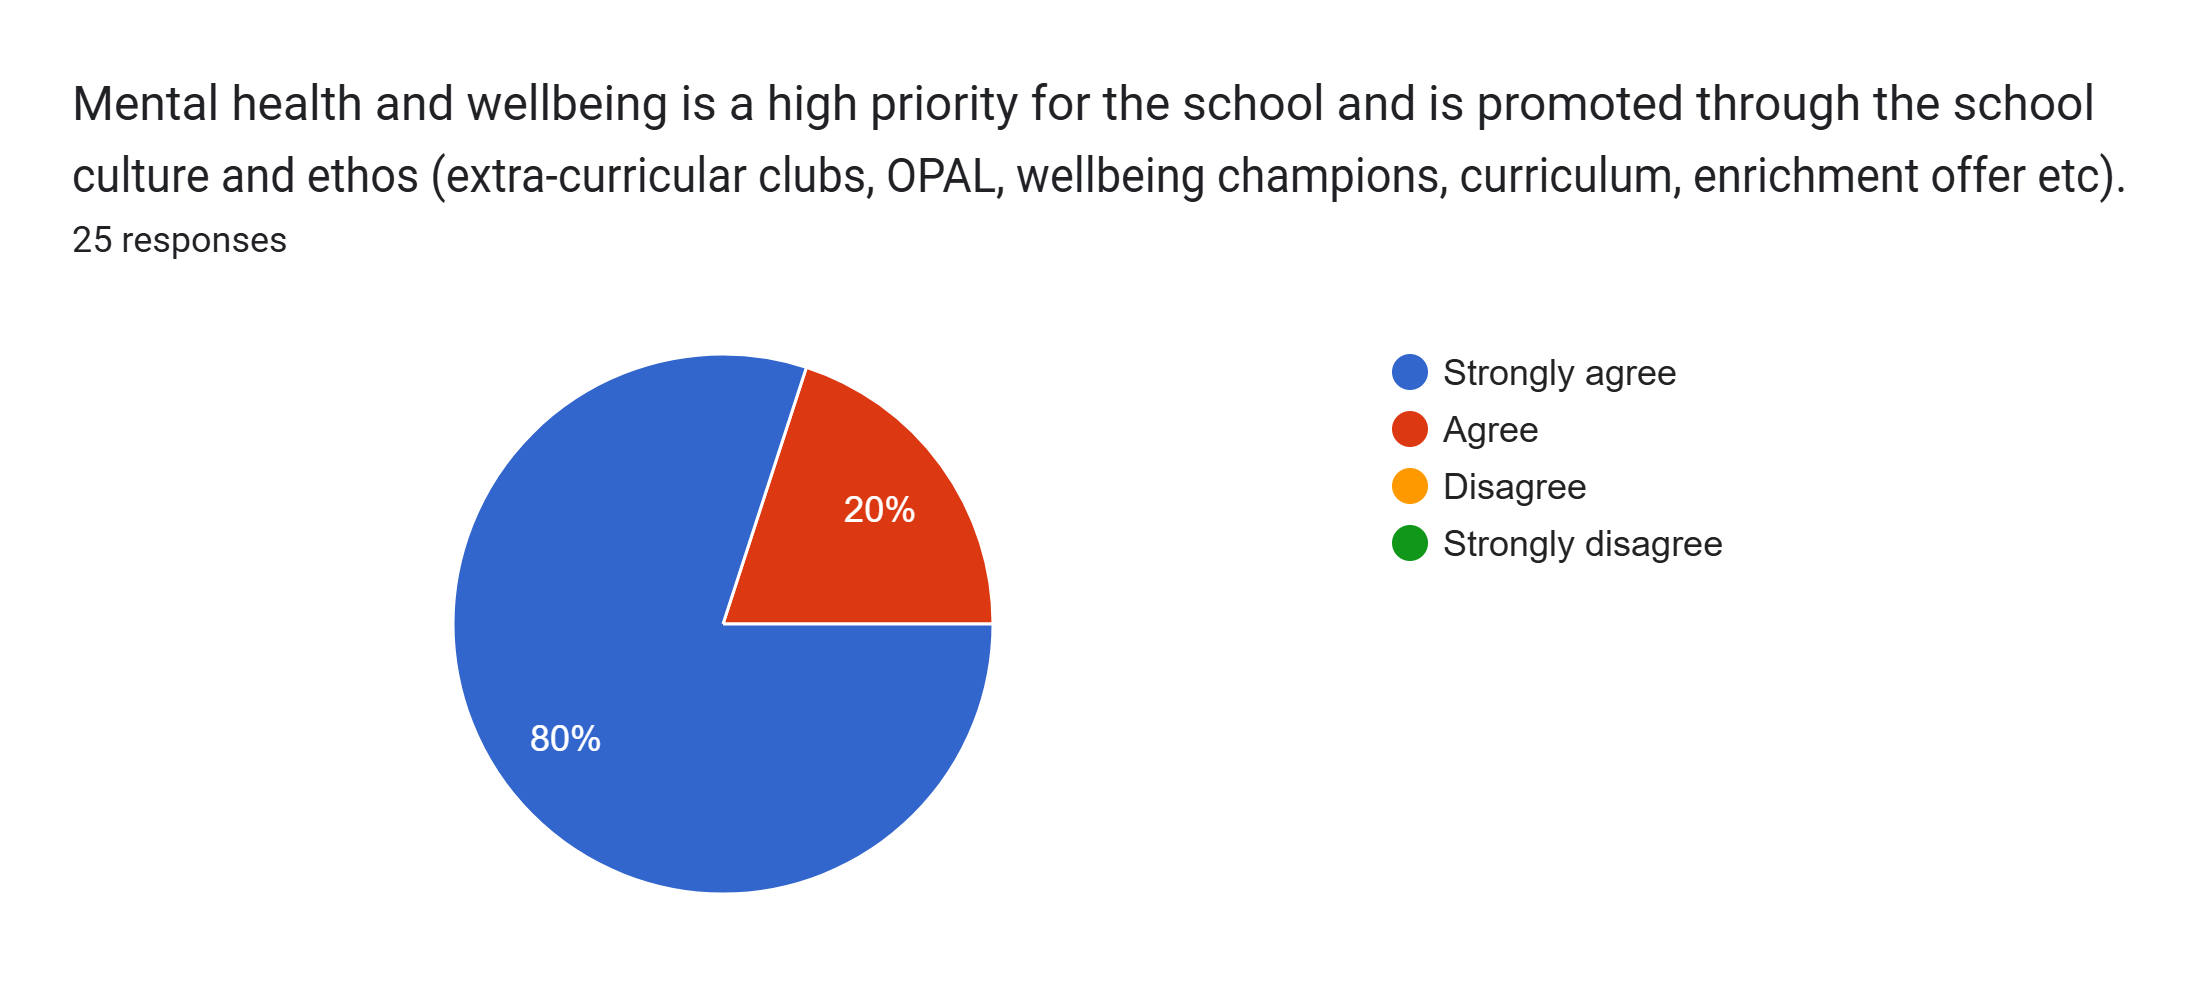 Mental health and wellbeing is a high priority for the school and is promoted through the school
culture and ethos (extra-curricular clubs, OPAL, wellbeing champions, curriculum, enrichment offer etc).
25 responses
Strongly agree
Agree
Disagree
Strongly disagree
20%
80%